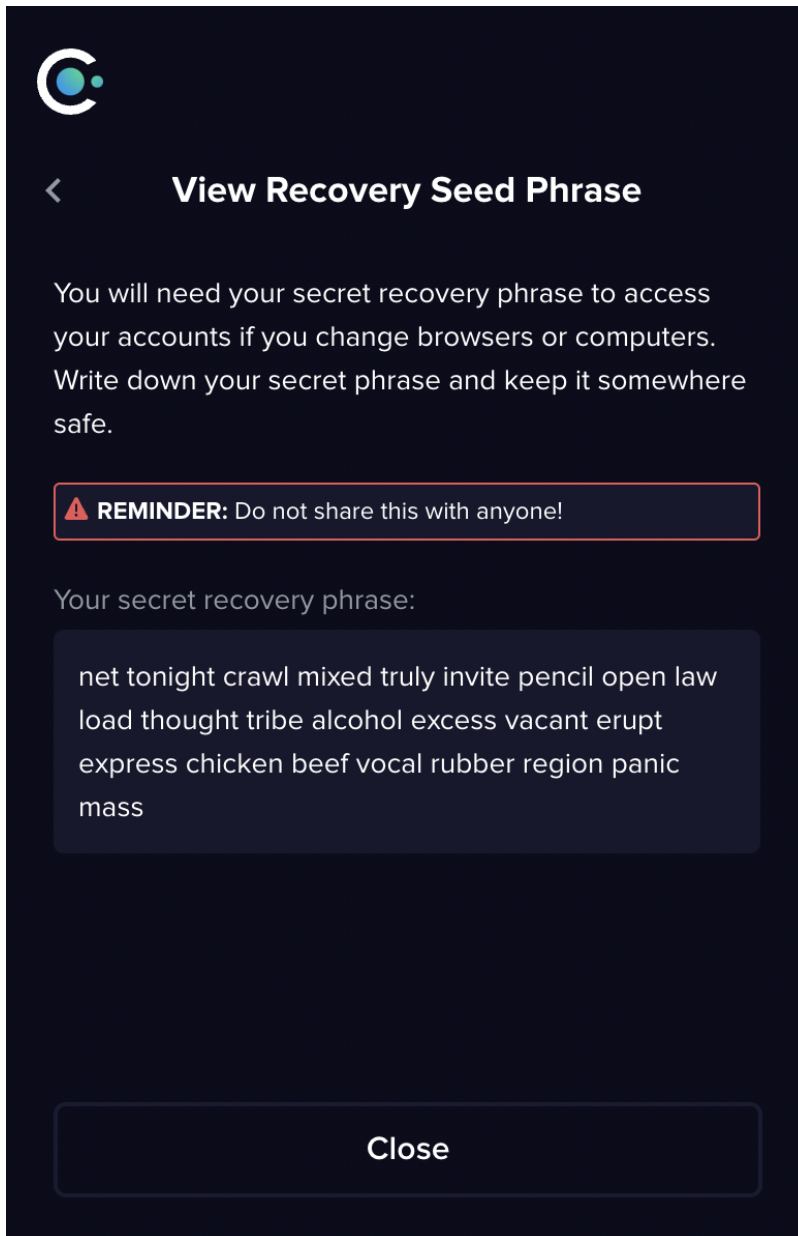 View Recovery Seed Phrase
You will need your secret recovery phrase to access
your accounts if you change browsers or computers.
Write down your secret phrase and keep it somewhere
safe.
REMINDER: Do not share this with anyone!
Your secret recovery phrase:
net tonight crawl mixed truly invite pencil open law
load thought tribe alcohol excess vacant erupt
express chicken beef vocal rubber region panic
mass
Close